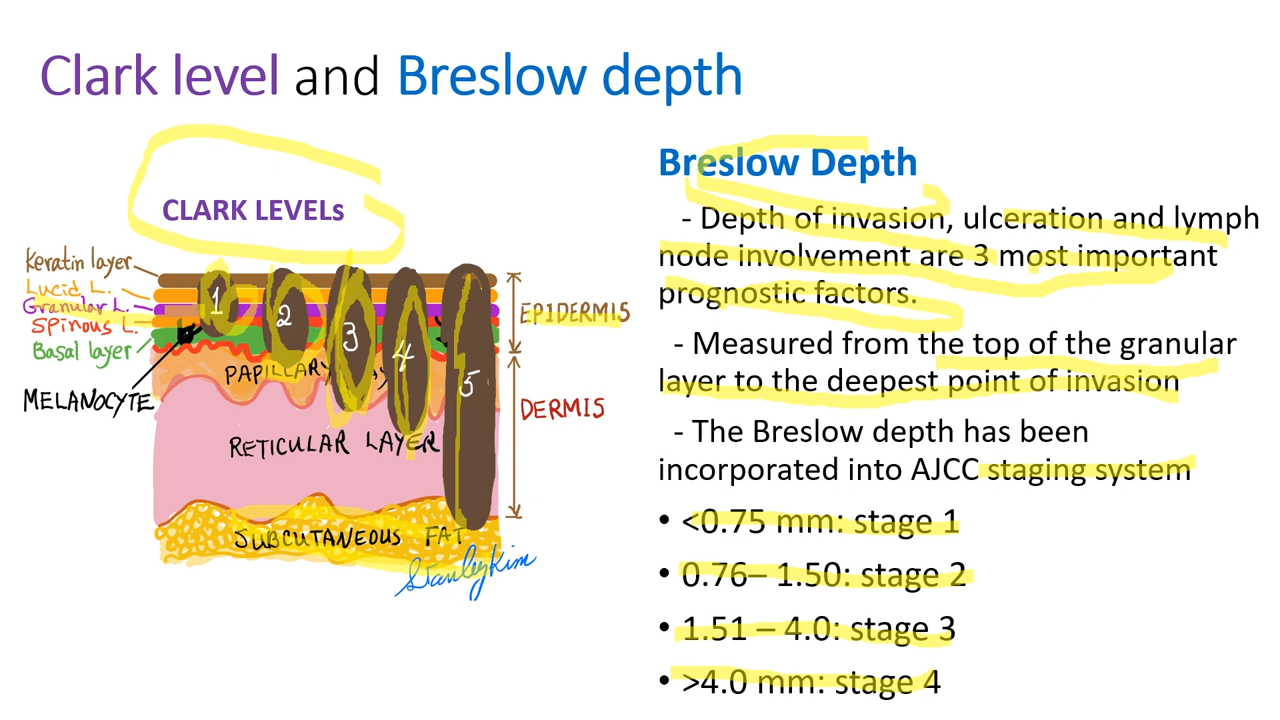 Clark level and Breslow depth
CLARK LEVELs
Keratin layer
Lucid L.
Granular L.
Spinous L.
Basal layer
MELANOCYTE
1
2
3
4
5
EPIDERMIS
PAPILLARY
DERMIS
RETICULAR LAYER
SUBCUTANEOUS FAT
StanleyKim
Breslow Depth
- Depth of invasion, ulceration and lymph
node involvement are 3 most important
prognostic factors.
- Measured from the top of the granular
layer to the deepest point of invasion
- The Breslow depth has been
incorporated into AJCC staging system
• <0.75 mm: stage 1
• 0.76– 1.50: stage 2
• 1.51 – 4.0: stage 3
• >4.0 mm: stage 4